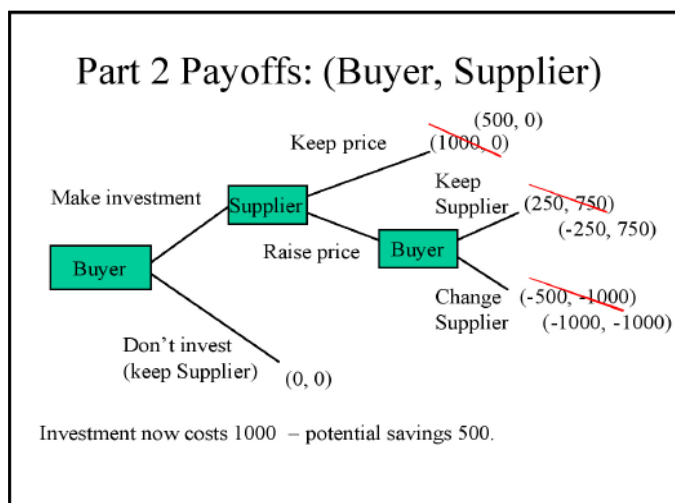 Part 2 Payoffs: (Buyer, Supplier)
(500, 0)
Keep price
(1000, 0)
Make investment
Supplier
Keep
Supplier
(250, 750)
(-250, 750)
Raise price
Buyer
Buyer
Change
Supplier
(-500, -1000)
(-1000, -1000)
Don't invest
(keep Supplier)
(0, 0)
Investment now costs 1000 – potential savings 500.